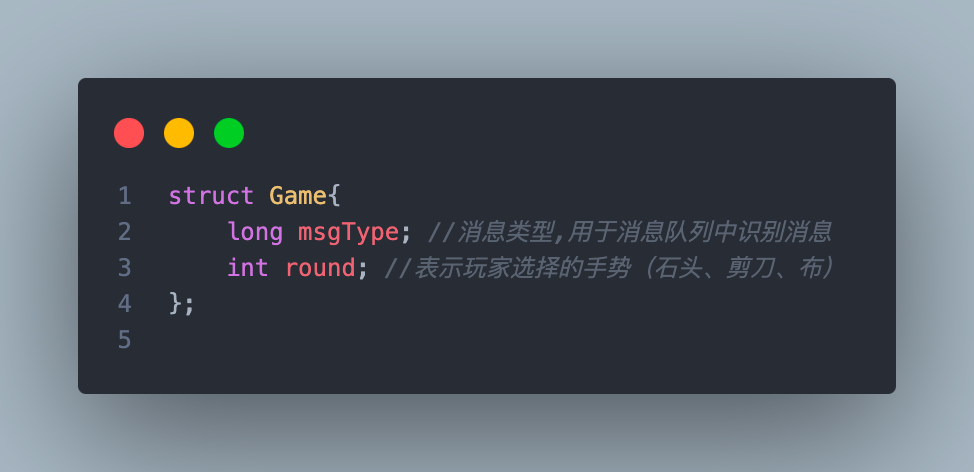 1 struct Game{
2 long msgType; //消息类型,用于消息队列中识别消息
3 int round; //表示玩家选择的手势（石头、剪刀、布）
4 };
5